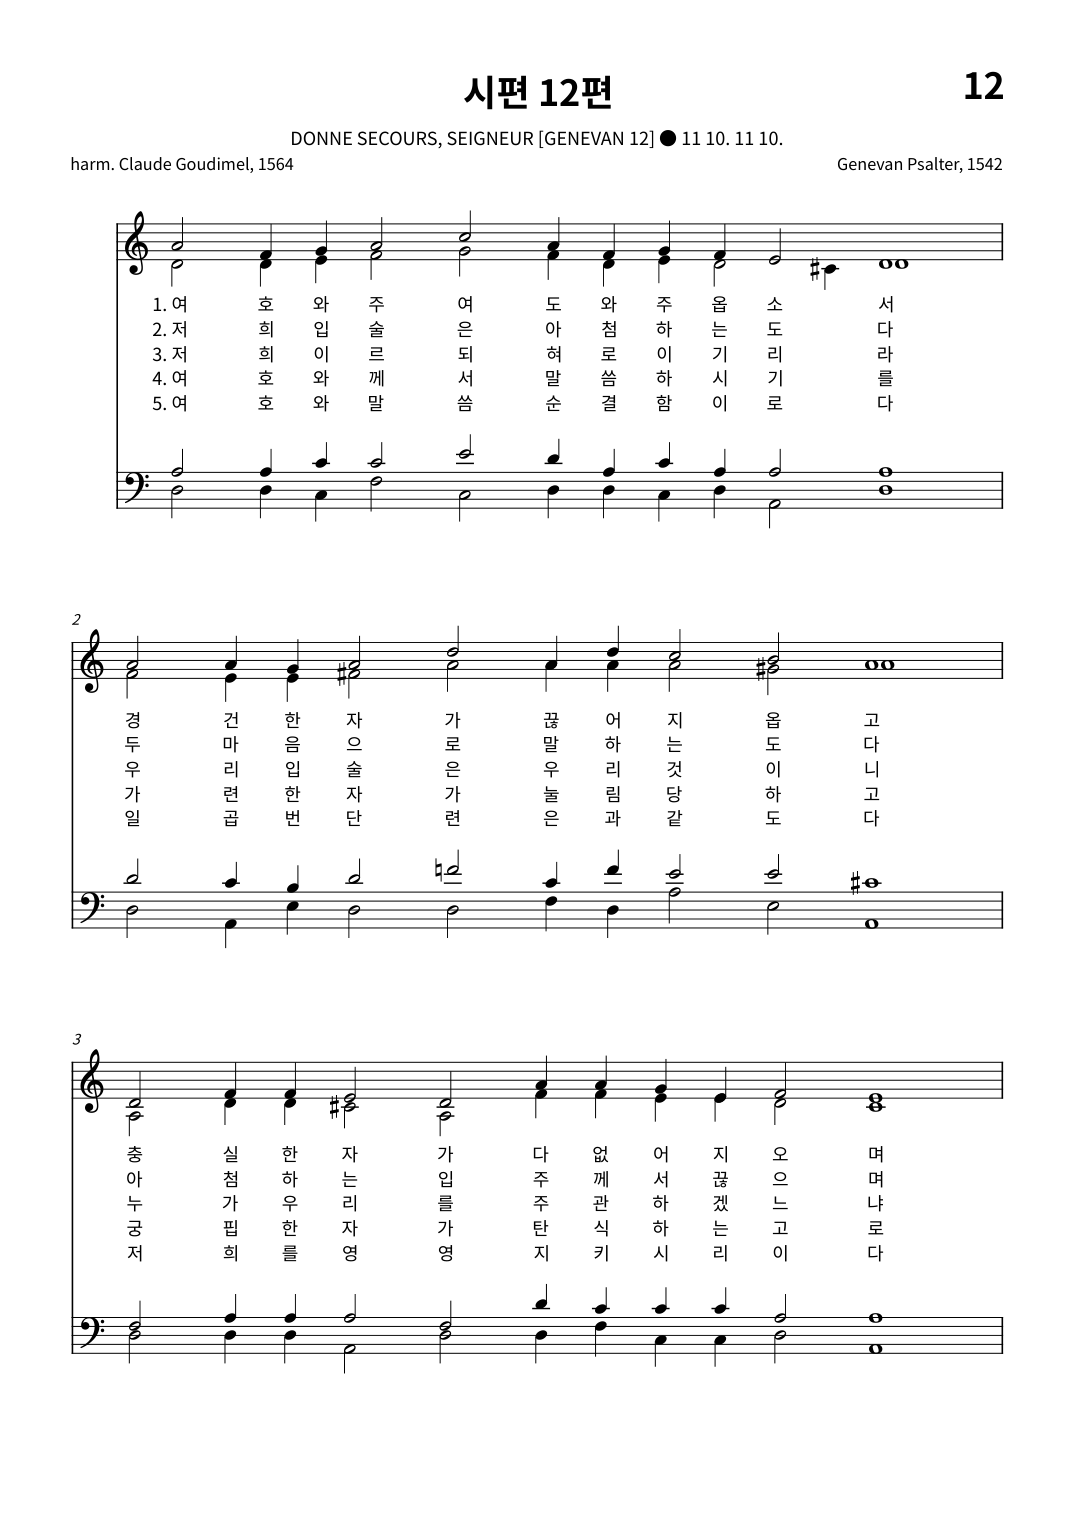 시편 12편
12
DONNE SECOURS, SEIGNEUR [GENEVAN 12] ● 11 10. 11 10.
harm. Claude Goudimel, 1564
Genevan Psalter, 1542
1. 여 호 와 주 여 도 와 주 옵 소 서
2. 저 희 입 술 은 아 첨 하 는 도 다
3. 저 희 이 르 되 혀 로 이 기 리 라
4. 여 호 와 께 서 말 씀 하 시 기 를
5. 여 호 와 말 씀 순 결 함 이 로 다
2
경 건 한 자 가 끊 어 지 옵 고
두 마 음 으 로 말 하 는 도 다
우 리 입 술 은 우 리 것 이 니
가 련 한 자 가 눌 림 당 하 고
일 곱 번 단 련 은 과 같 도 다
3
충 실 한 자 가 다 없 어 지 오 며
아 첨 하 는 입 주 께 서 끊 으 며
누 가 우 리 를 주 관 하 겠 느 냐
궁 핍 한 자 가 탄 식 하 는 고 로
저 희 를 영 영 지 키 시 리 이 다